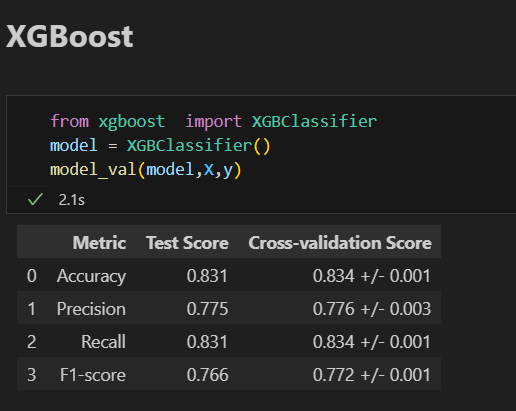 XGBoost
from xgboost  import XGBClassifier
model = XGBClassifier()
model_val(model,X,y)
2.1s
Metric Test Score Cross-validation Score
0 Accuracy 0.831 0.834 +/- 0.001
1 Precision 0.775 0.776 +/- 0.003
2 Recall 0.831 0.834 +/- 0.001
3 F1-score 0.766 0.772 +/- 0.001